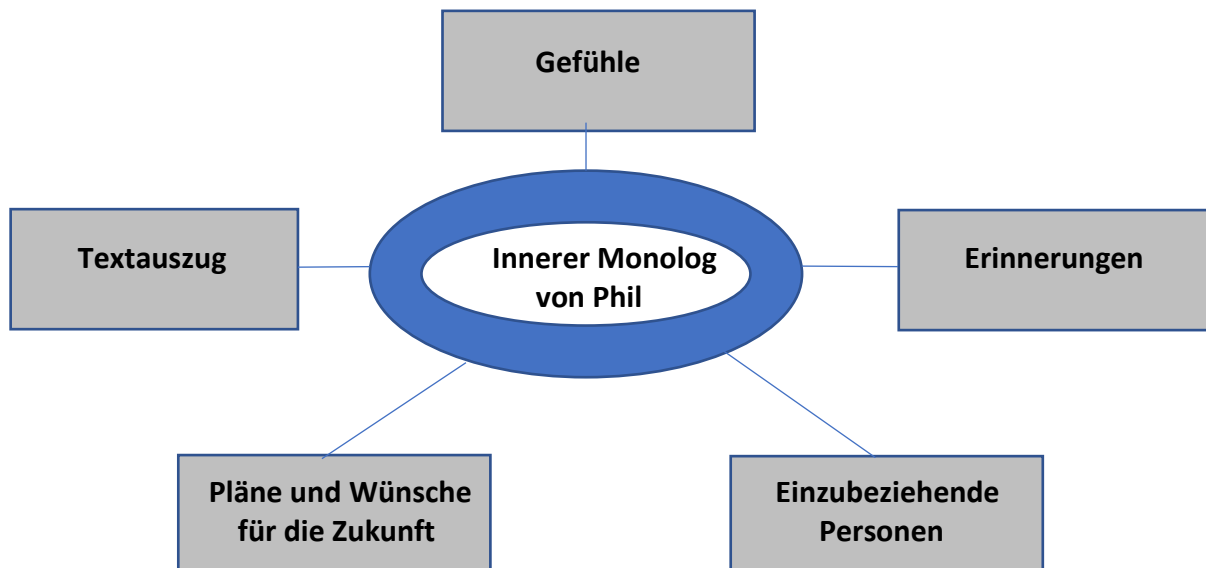 Gefühle
Textauszug
Innerer Monolog
von Phil
Erinnerungen
Pläne und Wünsche
für die Zukunft
Einzubeziehende
Personen